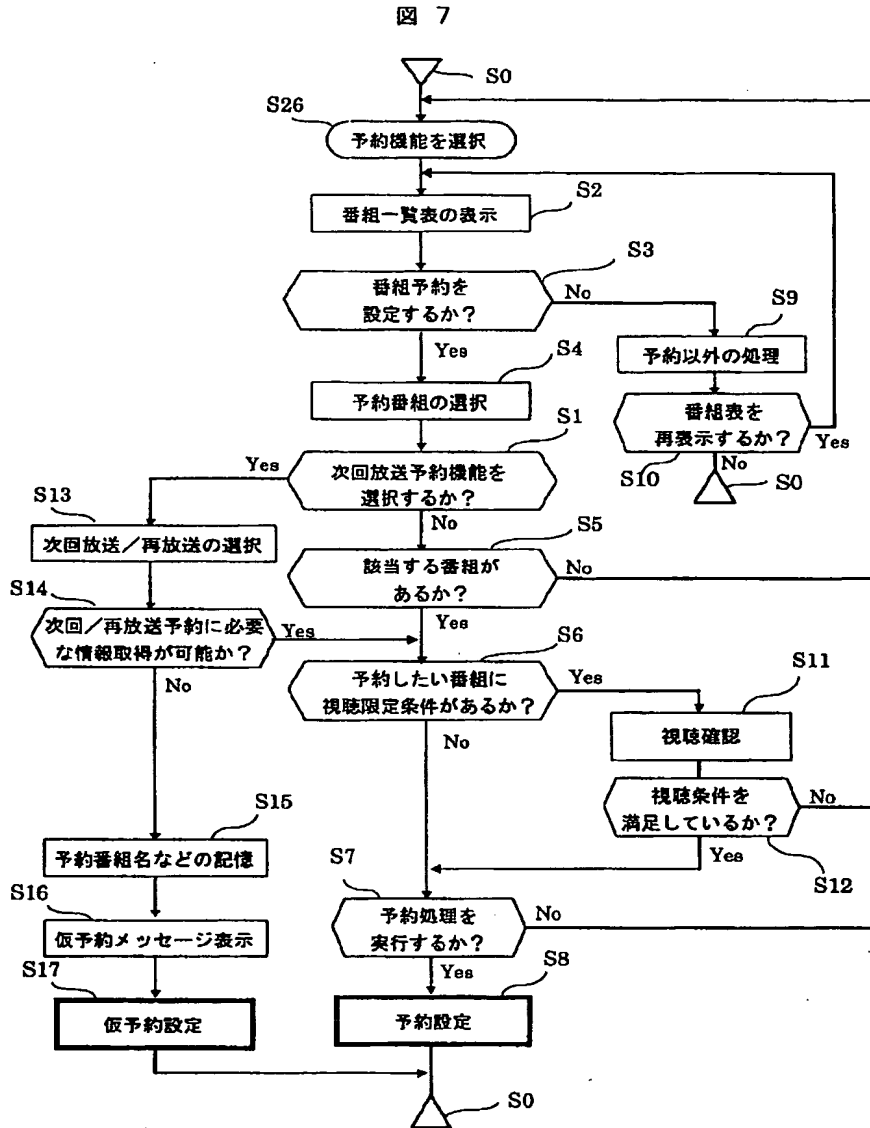 図 7
S0
S26
予約機能を選択
S2
番組一覧表の表示
S3
番組予約を
設定するか?
No
Yes
S9
予約以外の処理
S4
予約番組の選択
番組表を
再表示するか?
Yes
S10
No
S0
S1
次回放送予約機能を
選択するか?
Yes
No
S13
次回放送/再放送の選択
S5
該当する番組が
あるか?
No
Yes
S14
次回/再放送予約に必要
な情報取得が可能か?
Yes
No
S6
予約したい番組に
視聴限定条件があるか?
Yes
No
S11
視聴確認
視聴条件を
満足しているか?
No
Yes
S12
S15
予約番組名などの記憶
S16
仮予約メッセージ表示
S7
予約処理を
実行するか?
No
Yes
S17
仮予約設定
S8
予約設定
S0